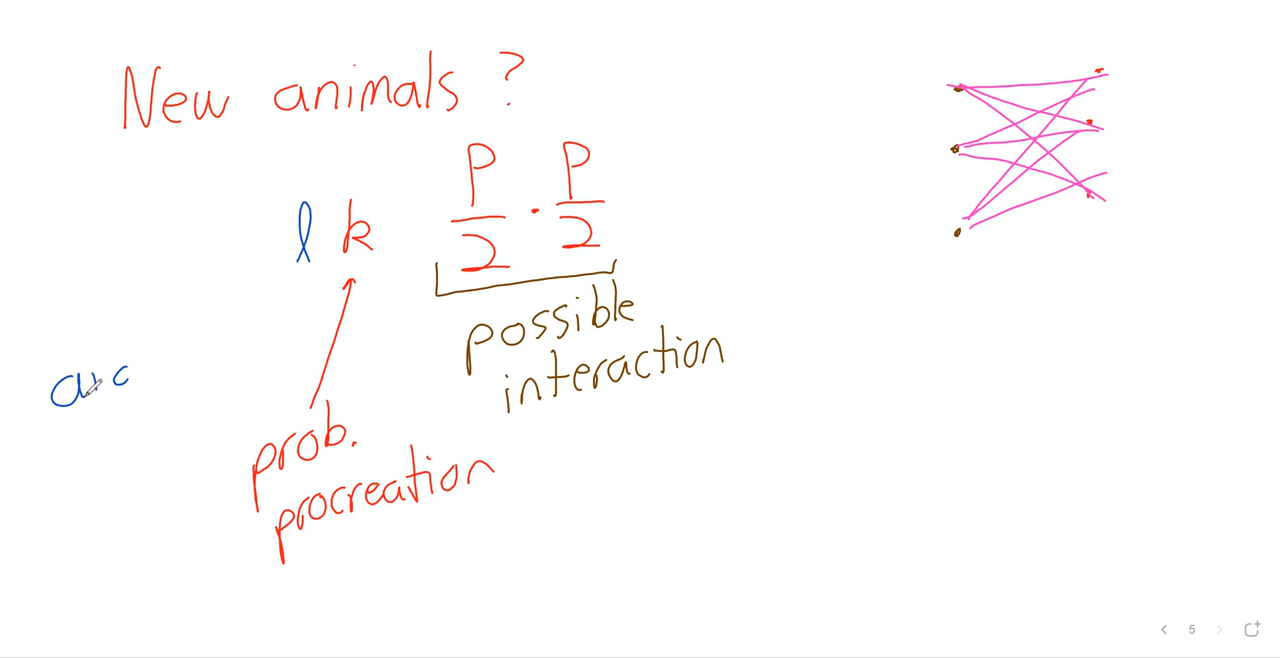 New animals ?
l k P/2 · P/2
possible
interaction
prob.
procreation
5